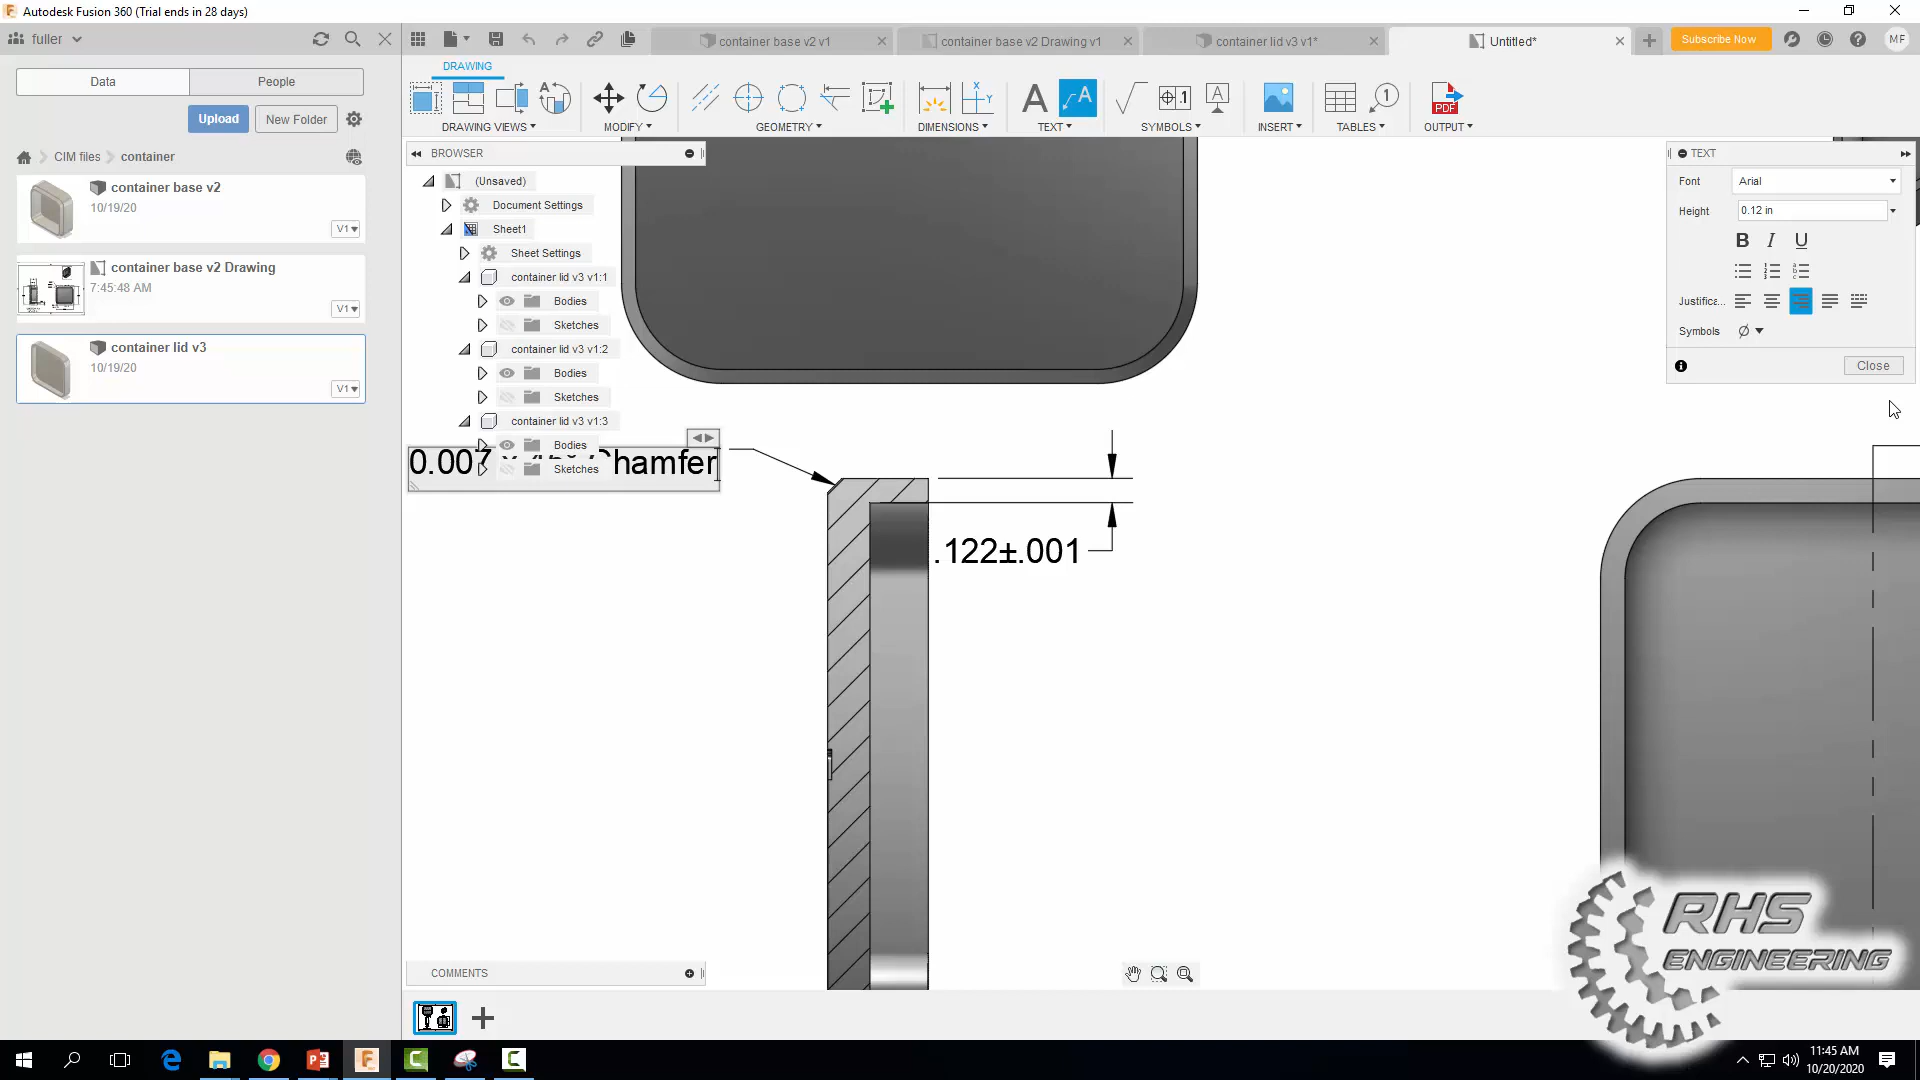 Autodesk Fusion 360 (Trial ends in 28 days)
fuller
container base v2 v1
container base v2 Drawing v1
container lid v3 v1*
Untitled*
Subscribe Now
MF
Data
People
DRAWING
Upload
New Folder
DRAWING VIEWS
MODIFY
GEOMETRY
DIMENSIONS
TEXT
SYMBOLS
INSERT
TABLES
OUTPUT
PDF
CIM files
container
container base v2
10/19/20
V1
container base v2 Drawing
7:45:48 AM
V1
container lid v3
10/19/20
V1
BROWSER
(Unsaved)
Document Settings
Sheet1
Sheet Settings
container lid v3 v1:1
Bodies
Sketches
container lid v3 v1:2
Bodies
Sketches
container lid v3 v1:3
Bodies
Sketches
0.007 x 45° Chamfer
.122±.001
TEXT
Font
Arial
Height
0.12 in
B I U
Justifica...
Symbols
Close
RHS
ENGINEERING
COMMENTS
11:45 AM
10/20/2020